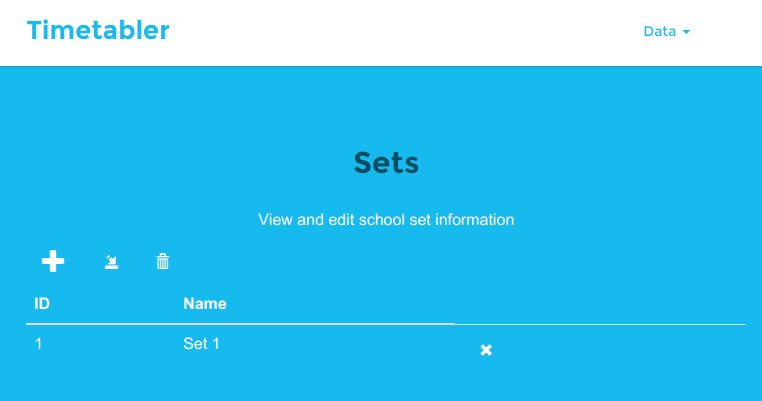 Timetabler
Data
Sets
View and edit school set information
ID Name
1 Set 1